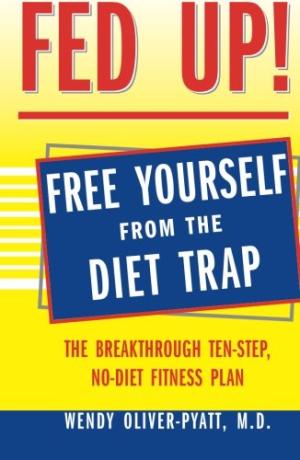 FED UP!
FREE YOURSELF
FROM THE
DIET TRAP
THE BREAKTHROUGH TEN-STEP,
NO-DIET FITNESS PLAN
WENDY OLIVER-PYATT, M.D.